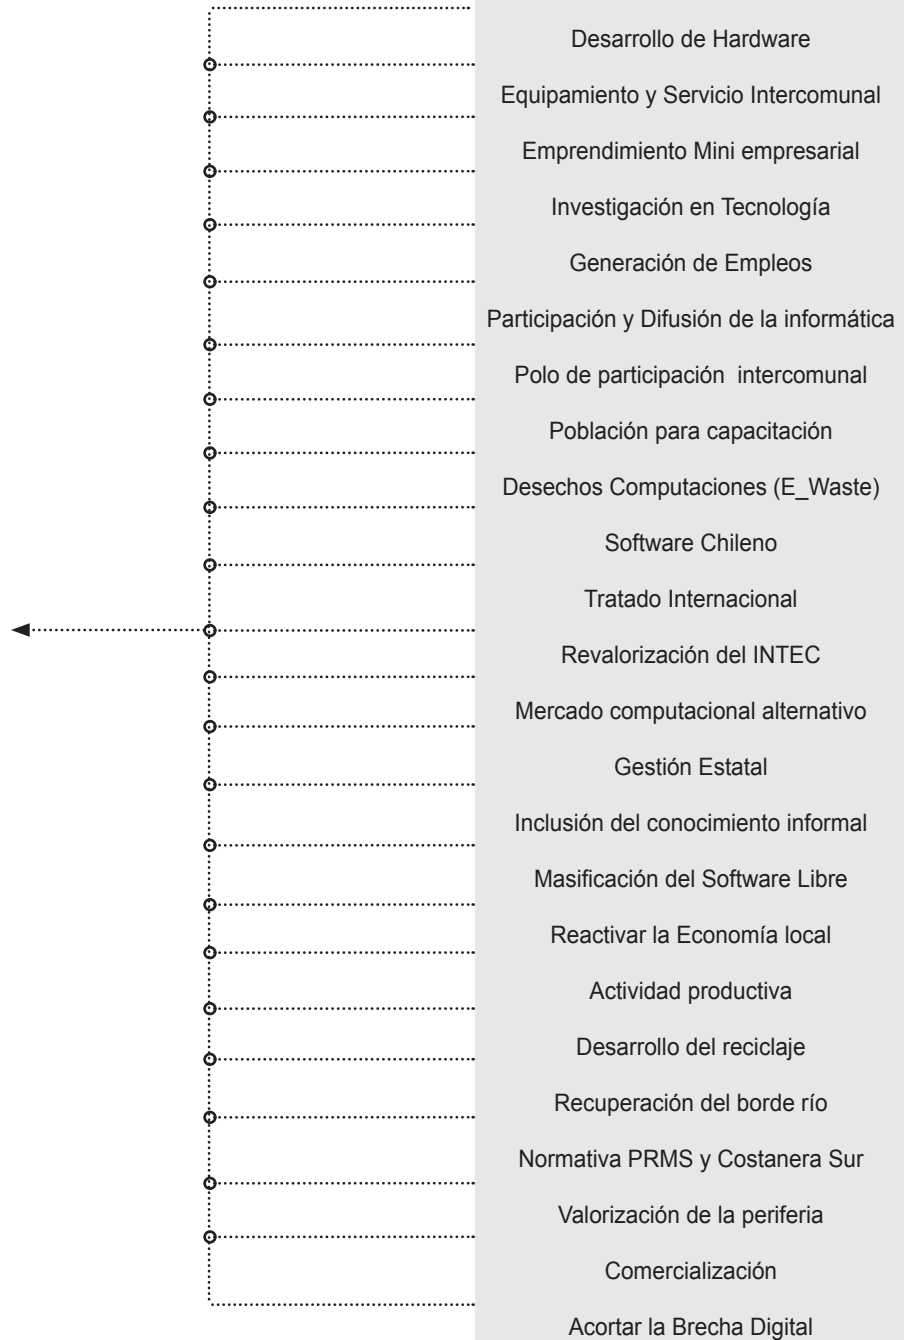 Desarrollo de Hardware
Equipamiento y Servicio Intercomunal
Emprendimiento Mini empresarial
Investigación en Tecnología
Generación de Empleos
Participación y Difusión de la informática
Polo de participación  intercomunal
Población para capacitación
Desechos Computaciones (E_Waste)
Software Chileno
Tratado Internacional
Revalorización del INTEC
Mercado computacional alternativo
Gestión Estatal
Inclusión del conocimiento informal
Masificación del Software Libre
Reactivar la Economía local
Actividad productiva
Desarrollo del reciclaje
Recuperación del borde río
Normativa PRMS y Costanera Sur
Valorización de la periferia
Comercialización
Acortar la Brecha Digital